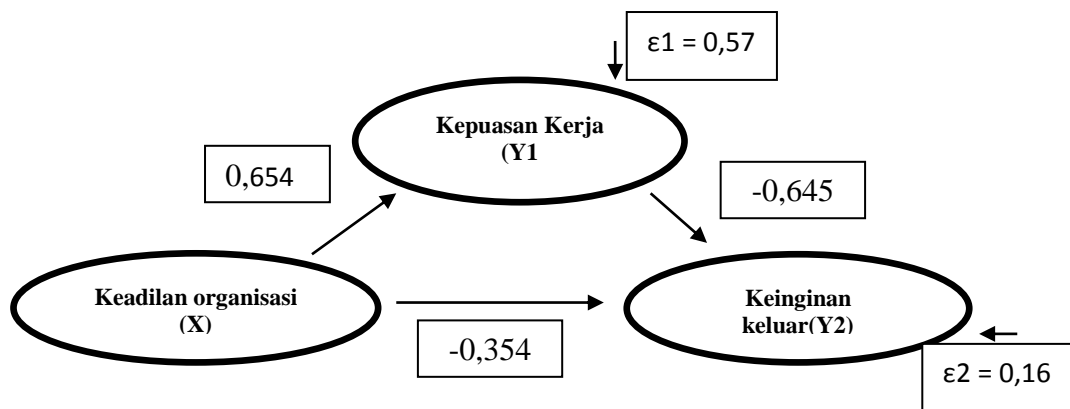 ε1 = 0,57
Kepuasan Kerja
(Y1
0,654
-0,645
Keadilan organisasi
(X)
Keinginan
keluar(Y2)
-0,354
ε2 = 0,16